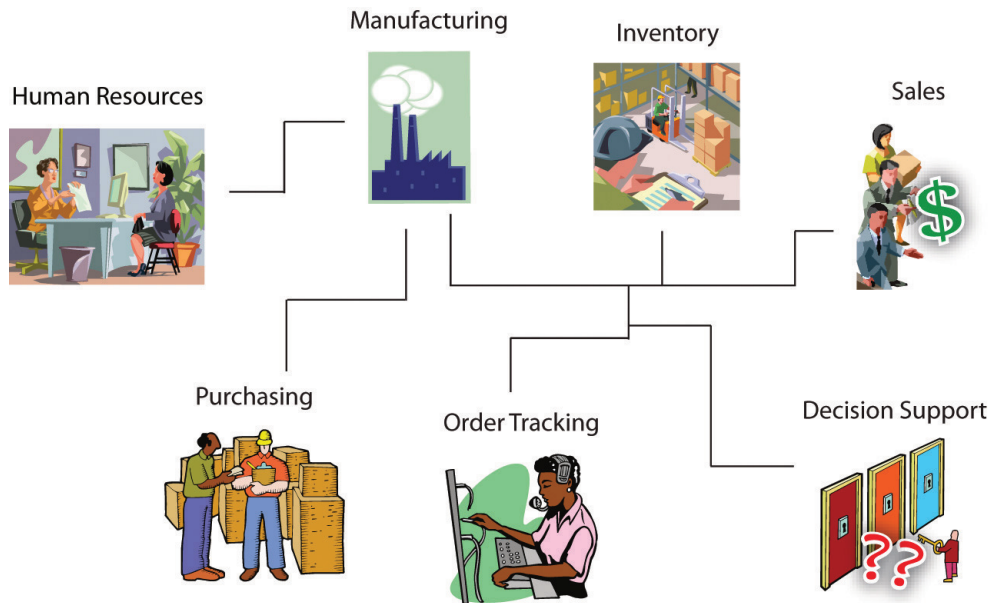 Manufacturing
Inventory
Human Resources
Sales
$
Purchasing
Order Tracking
Decision Support
??